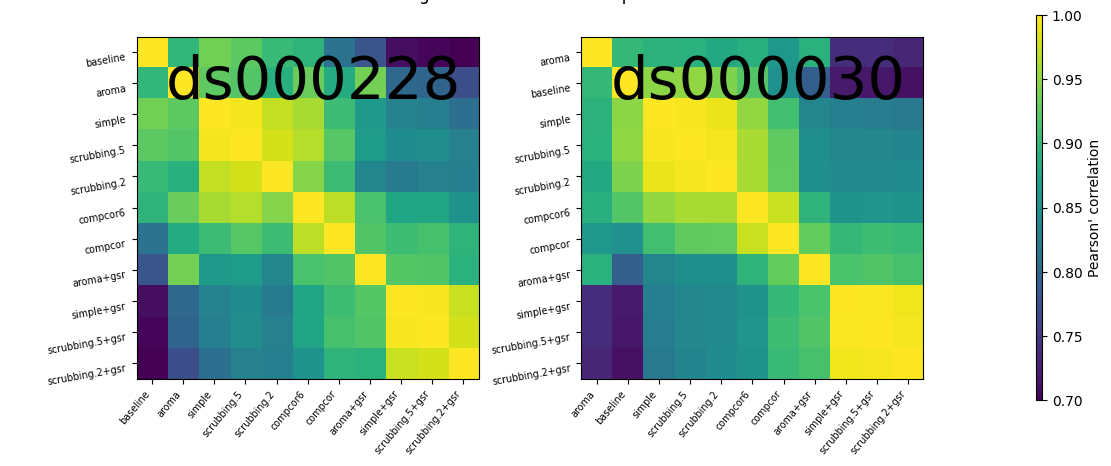 ds000228
baseline
aroma
simple
scrubbing.5
scrubbing.2
compcor6
compcor
aroma+gsr
simple+gsr
scrubbing.5+gsr
scrubbing.2+gsr
baseline
aroma
simple
scrubbing.5
scrubbing.2
compcor6
compcor
aroma+gsr
simple+gsr
scrubbing.5+gsr
scrubbing.2+gsr
ds000030
aroma
baseline
simple
scrubbing.5
scrubbing.2
compcor6
compcor
aroma+gsr
simple+gsr
scrubbing.5+gsr
scrubbing.2+gsr
aroma
baseline
simple
scrubbing.5
scrubbing.2
compcor6
compcor
aroma+gsr
simple+gsr
scrubbing.5+gsr
scrubbing.2+gsr
1.00
0.95
0.90
0.85
0.80
0.75
0.70
Pearson' correlation